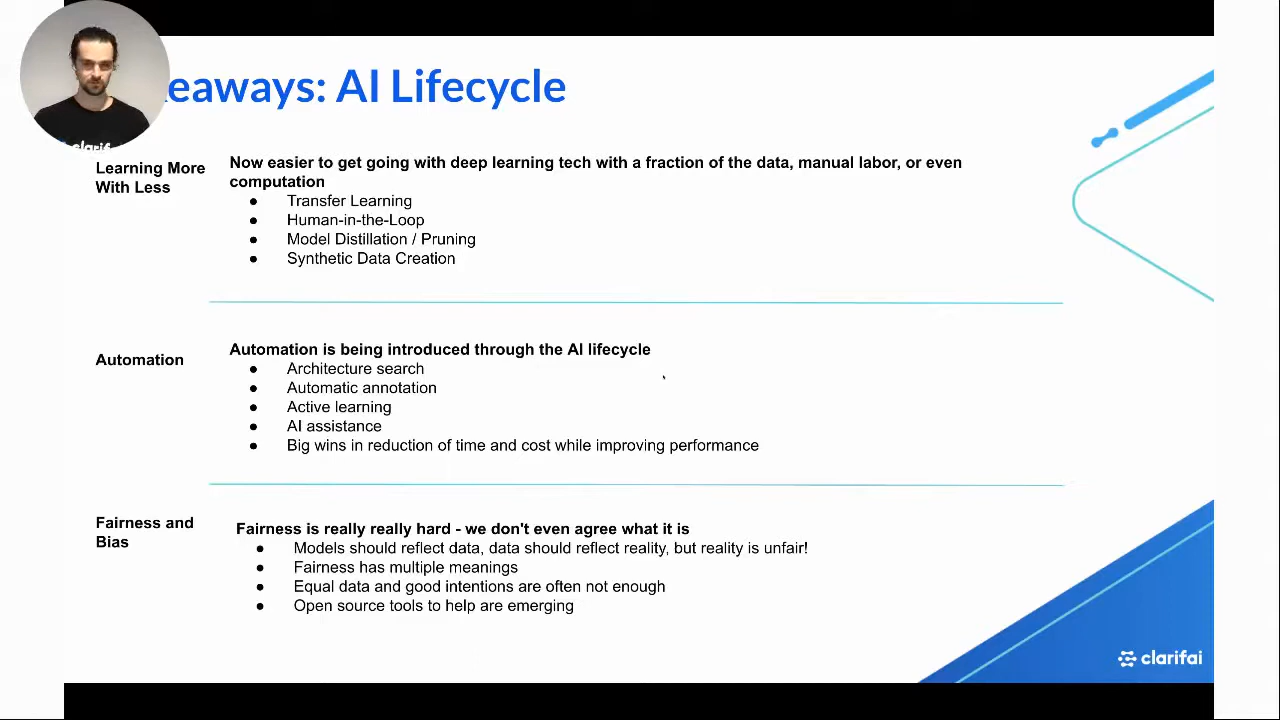 eaways: AI Lifecycle
clarif
Learning More
With Less
Now easier to get going with deep learning tech with a fraction of the data, manual labor, or even
computation
● Transfer Learning
● Human-in-the-Loop
● Model Distillation / Pruning
● Synthetic Data Creation
Automation
Automation is being introduced through the AI lifecycle
● Architecture search
● Automatic annotation
● Active learning
● AI assistance
● Big wins in reduction of time and cost while improving performance
Fairness and
Bias
Fairness is really really hard - we don't even agree what it is
● Models should reflect data, data should reflect reality, but reality is unfair!
● Fairness has multiple meanings
● Equal data and good intentions are often not enough
● Open source tools to help are emerging
clarifai